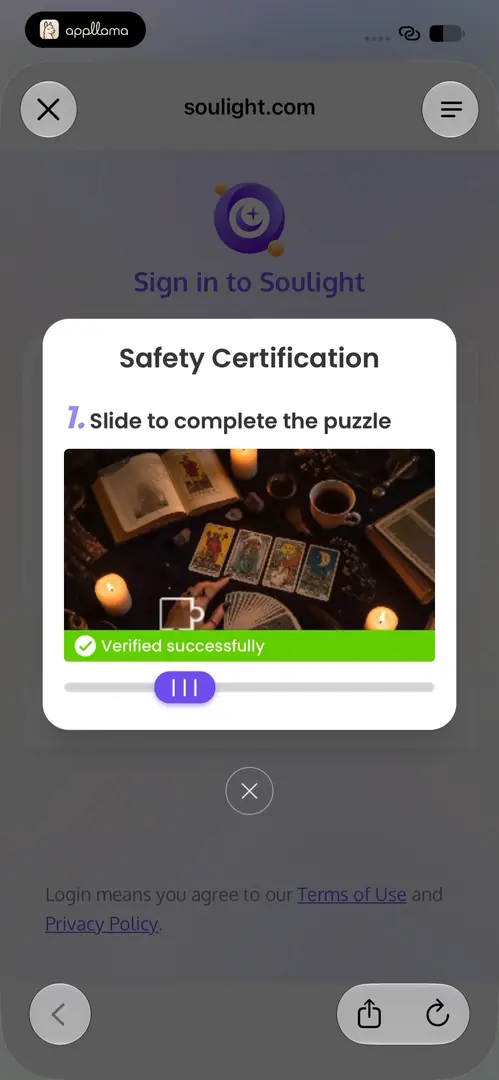 appllama
soulight.com
Sign in to Soulight
Safety Certification
1. Slide to complete the puzzle
Verified successfully
Login means you agree to our Terms of Use and
Privacy Policy.